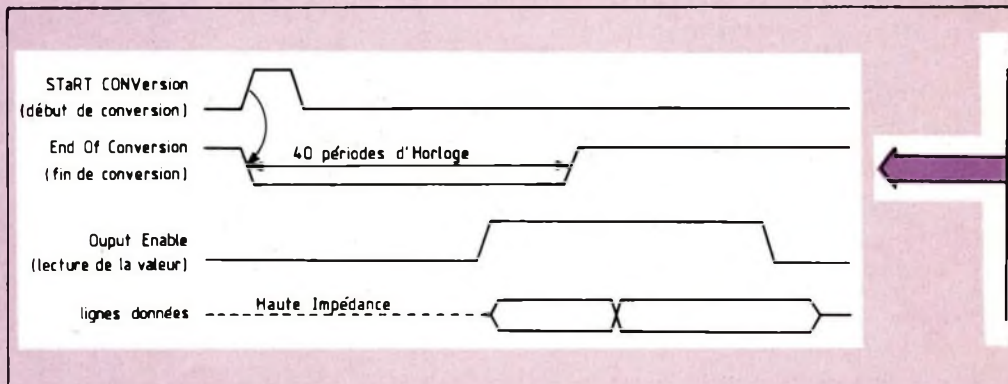 STaRT CONVersion
(début de conversion)
End Of Conversion
(fin de conversion)
40 périodes d'Horloge
Ouput Enable
(lecture de la valeur)
lignes données
Haute Impédance